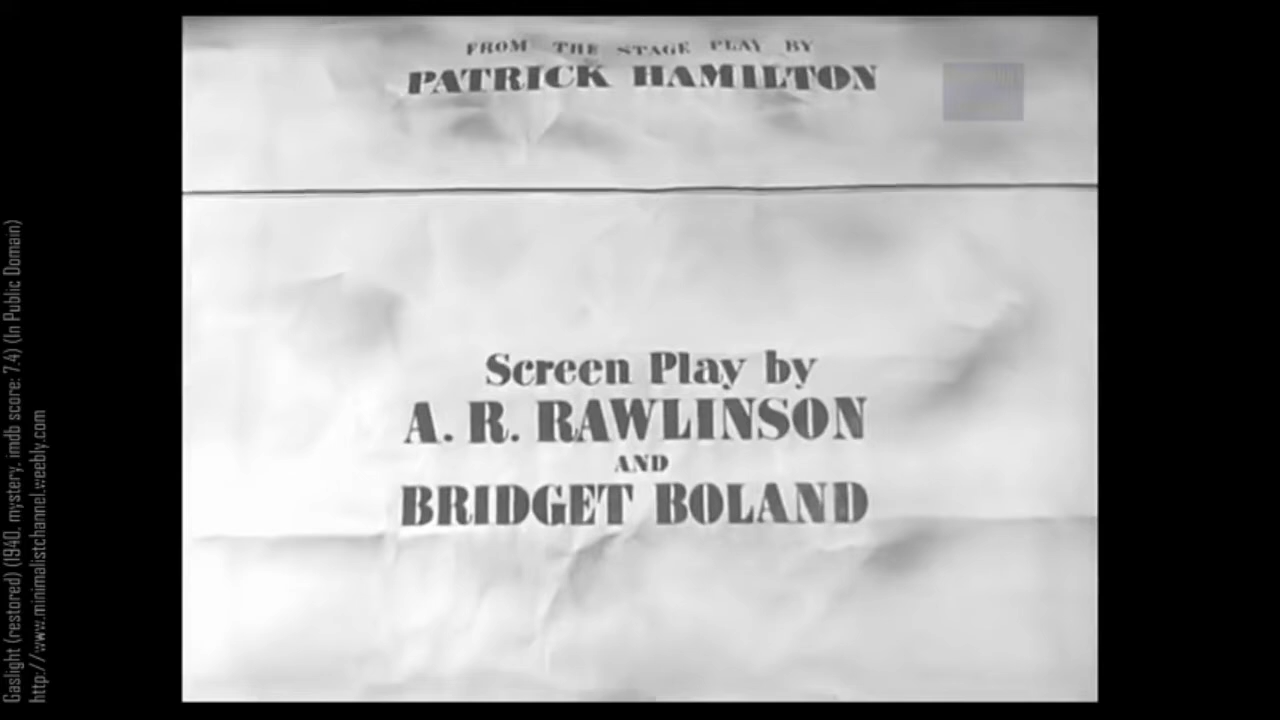 FROM THE STAGE PLAY BY
PATRICK HAMILTON
Screen Play by
A. R. RAWLINSON
AND
BRIDGET BOLAND
Gaslight (restored) (1940, mystery, imdb score: 7.4) (In Public Domain)
http://www.minimalistchannel.weebly.com